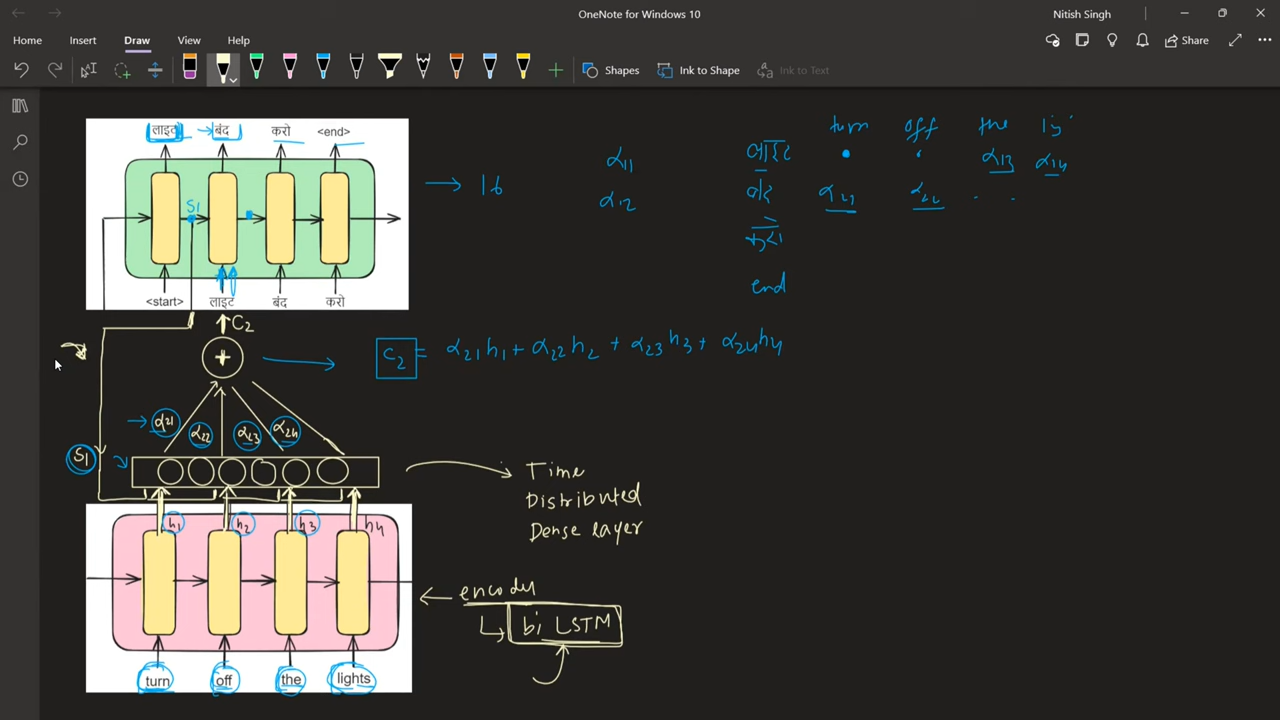 OneNote for Windows 10
Nitish Singh
Home Insert Draw View Help
Share
Shapes
Ink to Shape
Ink to Text
लाइट → बंद करो <end>
S1
<start> लाइट बंद करो
→ 16
α11
α12
turn off the
लाइट α13 α14
बंद α21 α22 . .
करो
end
C2
+
C2 = α21h1 + α22h2 + α23h3 + α24h4
α21 α22 α23 α24
S1
Time
Distributed
Dense layer
h1 h2 h3 h4
encoder
bi LSTM
turn off the lights